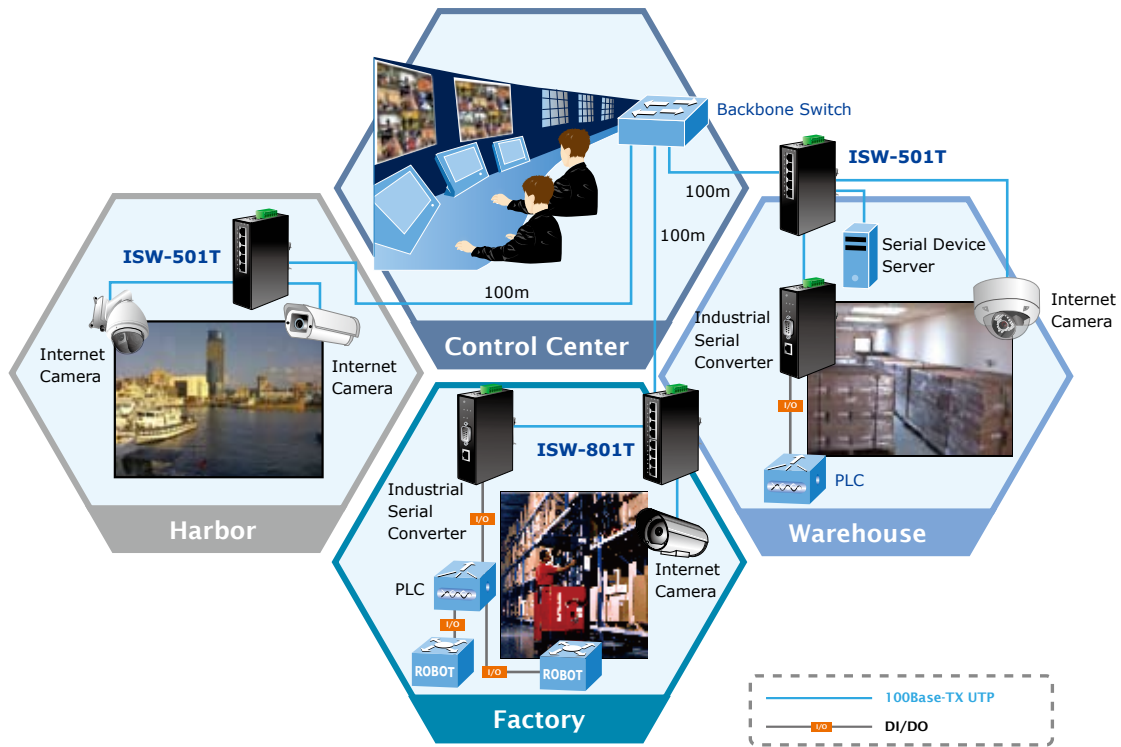 Backbone Switch
ISW-501T
100m
100m
Serial Device
Server
ISW-501T
100m
Internet
Camera
Industrial
Serial
Converter
Control Center
Internet
Camera
Internet
Camera
I/O
ISW-801T
PLC
Industrial
Serial
Converter
I/O
Harbor
Warehouse
Internet
Camera
PLC
I/O
ROBOT
I/O
ROBOT
100Base-TX UTP
Factory
I/O
DI/DO